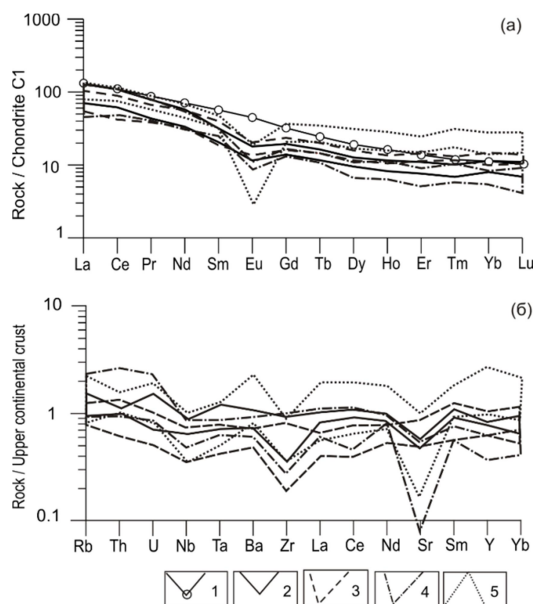 (а)
1000
100
10
1
Rock / Chondrite C1
La Ce Pr Nd Sm Eu Gd Tb Dy Ho Er Tm Yb Lu
(б)
10
1
0.1
Rock / Upper continental crust
Rb Th U Nb Ta Ba Zr La Ce Nd Sr Sm Y Yb
1 2 3 4 5